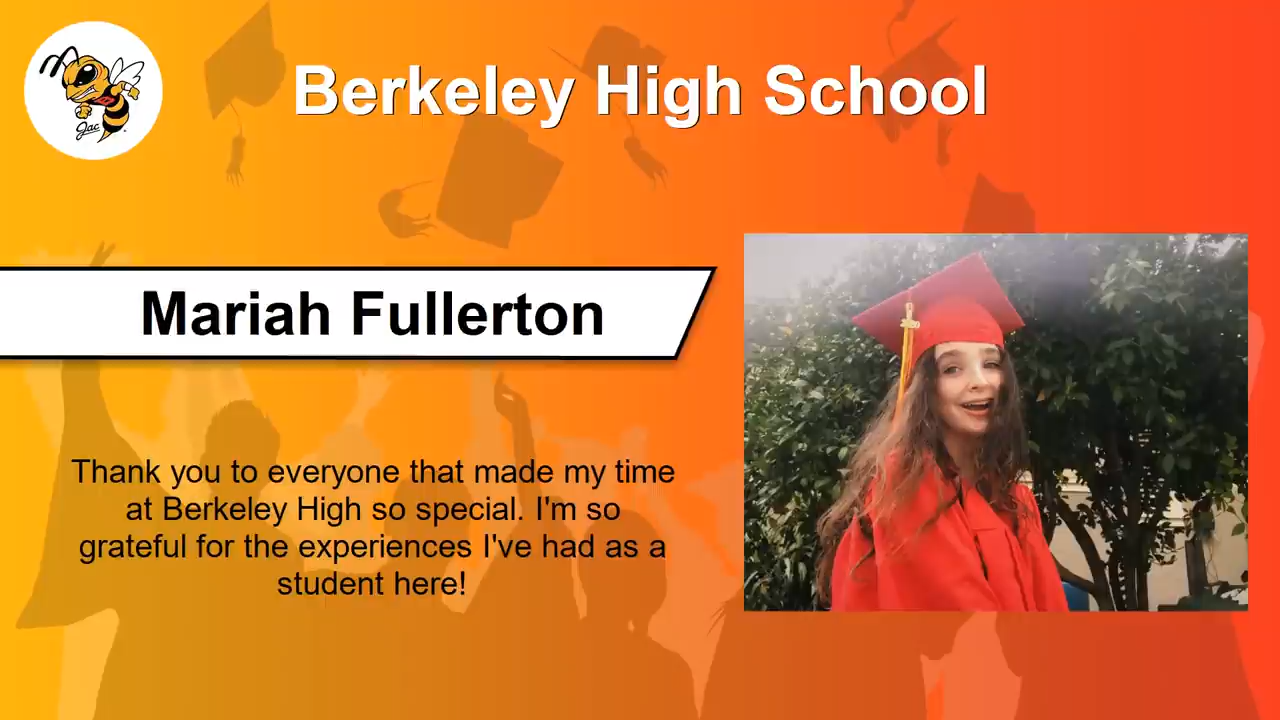 Jac
Berkeley High School
Mariah Fullerton
Thank you to everyone that made my time
at Berkeley High so special. I'm so
grateful for the experiences I've had as a
student here!